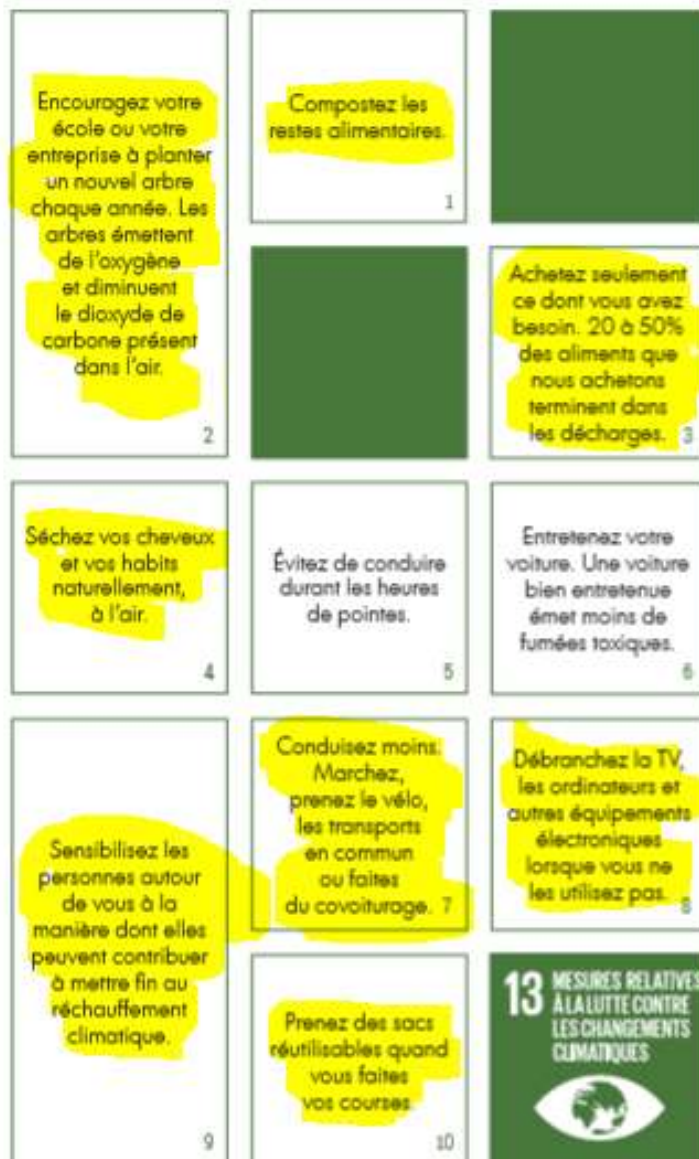 Encouragez votre
école ou votre
entreprise à planter
un nouvel arbre
chaque année. Les
arbres émettent
de l'oxygène
et diminuent
le dioxyde de
carbone présent
dans l'air.
2
Compostez les
restes alimentaires.
1
Achetez seulement
ce dont vous avez
besoin. 20 à 50%
des aliments que
nous achetons
terminent dans
les décharges.
3
Séchez vos cheveux
et vos habits
naturellement,
à l'air.
4
Évitez de conduire
durant les heures
de pointes.
5
Entretenez votre
voiture. Une voiture
bien entretenue
émet moins de
fumées toxiques.
6
Sensibilisez les
personnes autour
de vous à la
manière dont elles
peuvent contribuer
à mettre fin au
réchauffement
climatique.
9
Conduisez moins.
Marchez,
prenez le vélo,
les transports
en commun
ou faites
du covoiturage.
7
Débranchez la TV,
les ordinateurs et
autres équipements
électroniques
lorsque vous ne
les utilisez pas.
8
Prenez des sacs
réutilisables quand
vous faites
vos courses.
10
13 MESURES RELATIVES
À LA LUTTE CONTRE
LES CHANGEMENTS
CLIMATIQUES